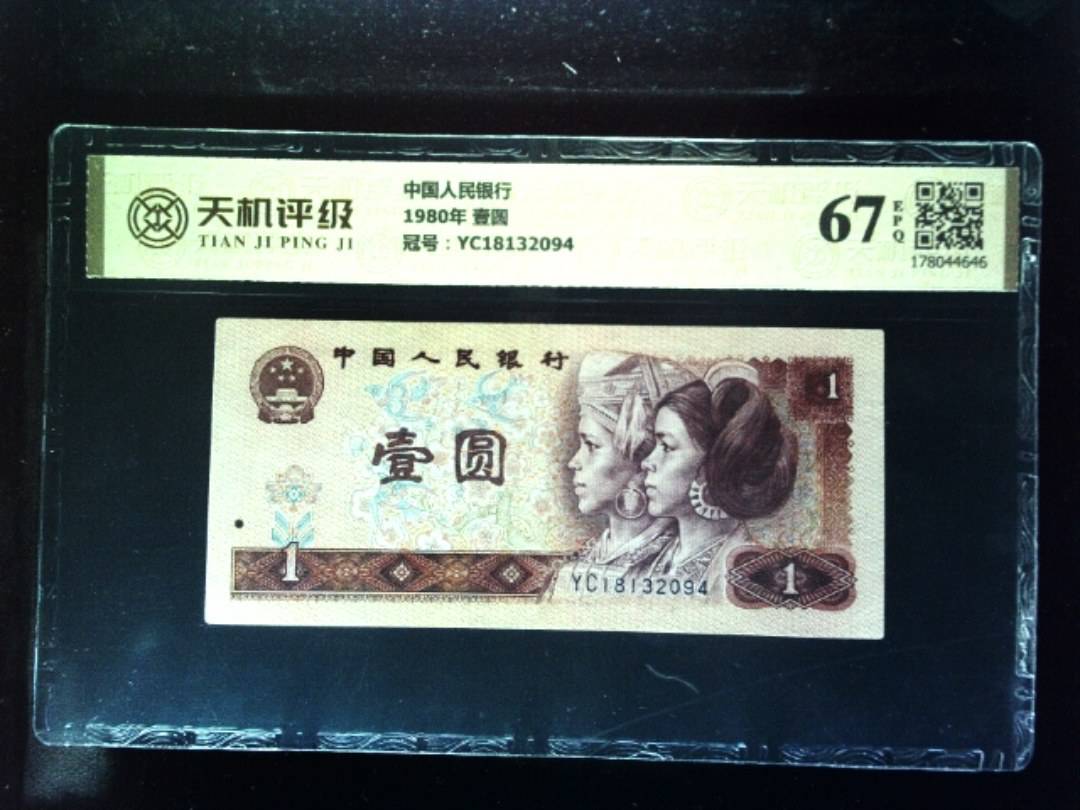 天机评级
TIAN JI PING JI
中国人民银行
1980年 壹圆
冠号：YC18132094
67
EPQ
178044646
中国人民银行
1
壹圆
1
YC18132094
1